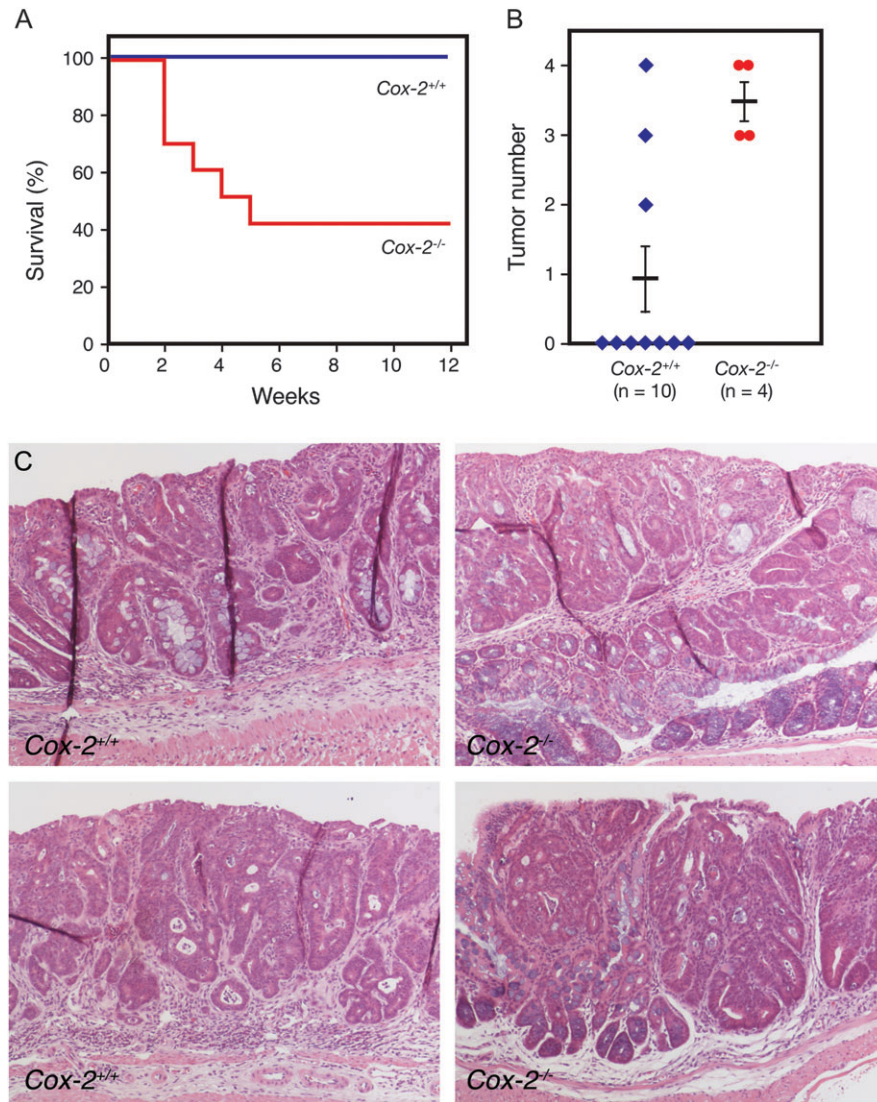 A
Survival (%)
100
80
60
40
20
0
0 2 4 6 8 10 12
Weeks
Cox-2+/+
Cox-2-/-
B
Tumor number
4
3
2
1
0
Cox-2+/+
(n = 10)
Cox-2-/-
(n = 4)
C
Cox-2+/+
Cox-2-/-
Cox-2+/+
Cox-2-/-